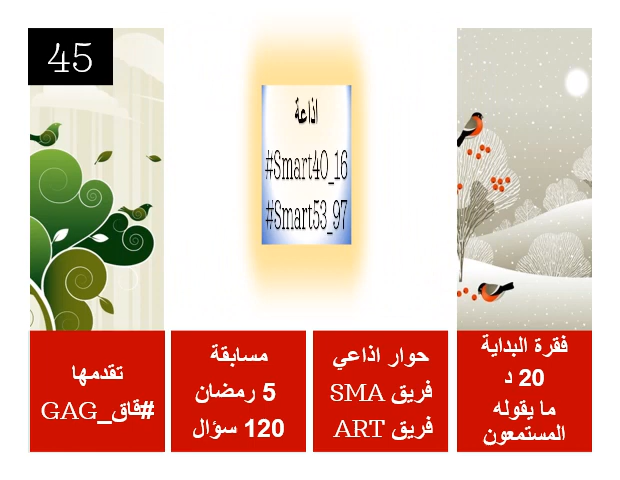 45
اذاعة
#Smart40_16
#Smart53_97
فقرة البداية
20 د
ما يقوله
المستمعون
حوار اذاعي
فريق SMA
فريق ART
مسابقة
5 رمضان
120 سؤال
تقدمها
#قاق_GAG